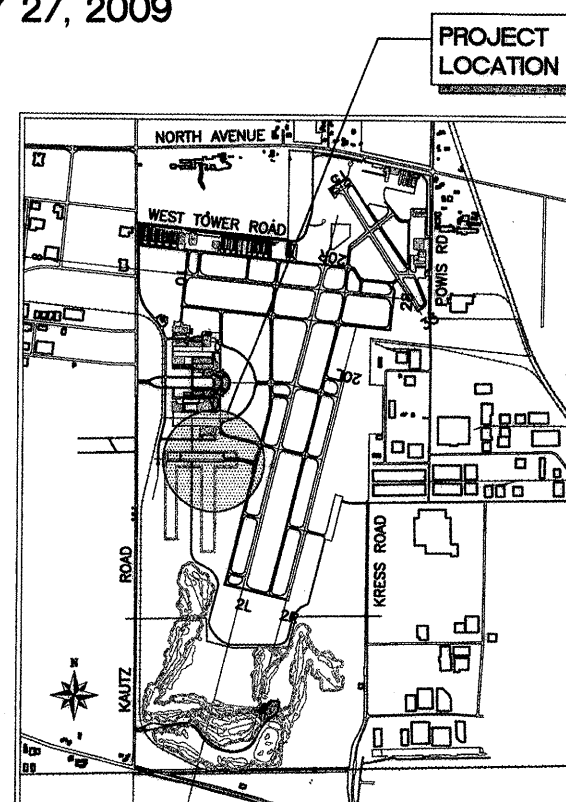 27, 2009
PROJECT
LOCATION
NORTH AVENUE
WEST TOWER ROAD
20R
POWIS RD
20L
KRESS ROAD
ROAD
KAUTZ
2L
2R
N